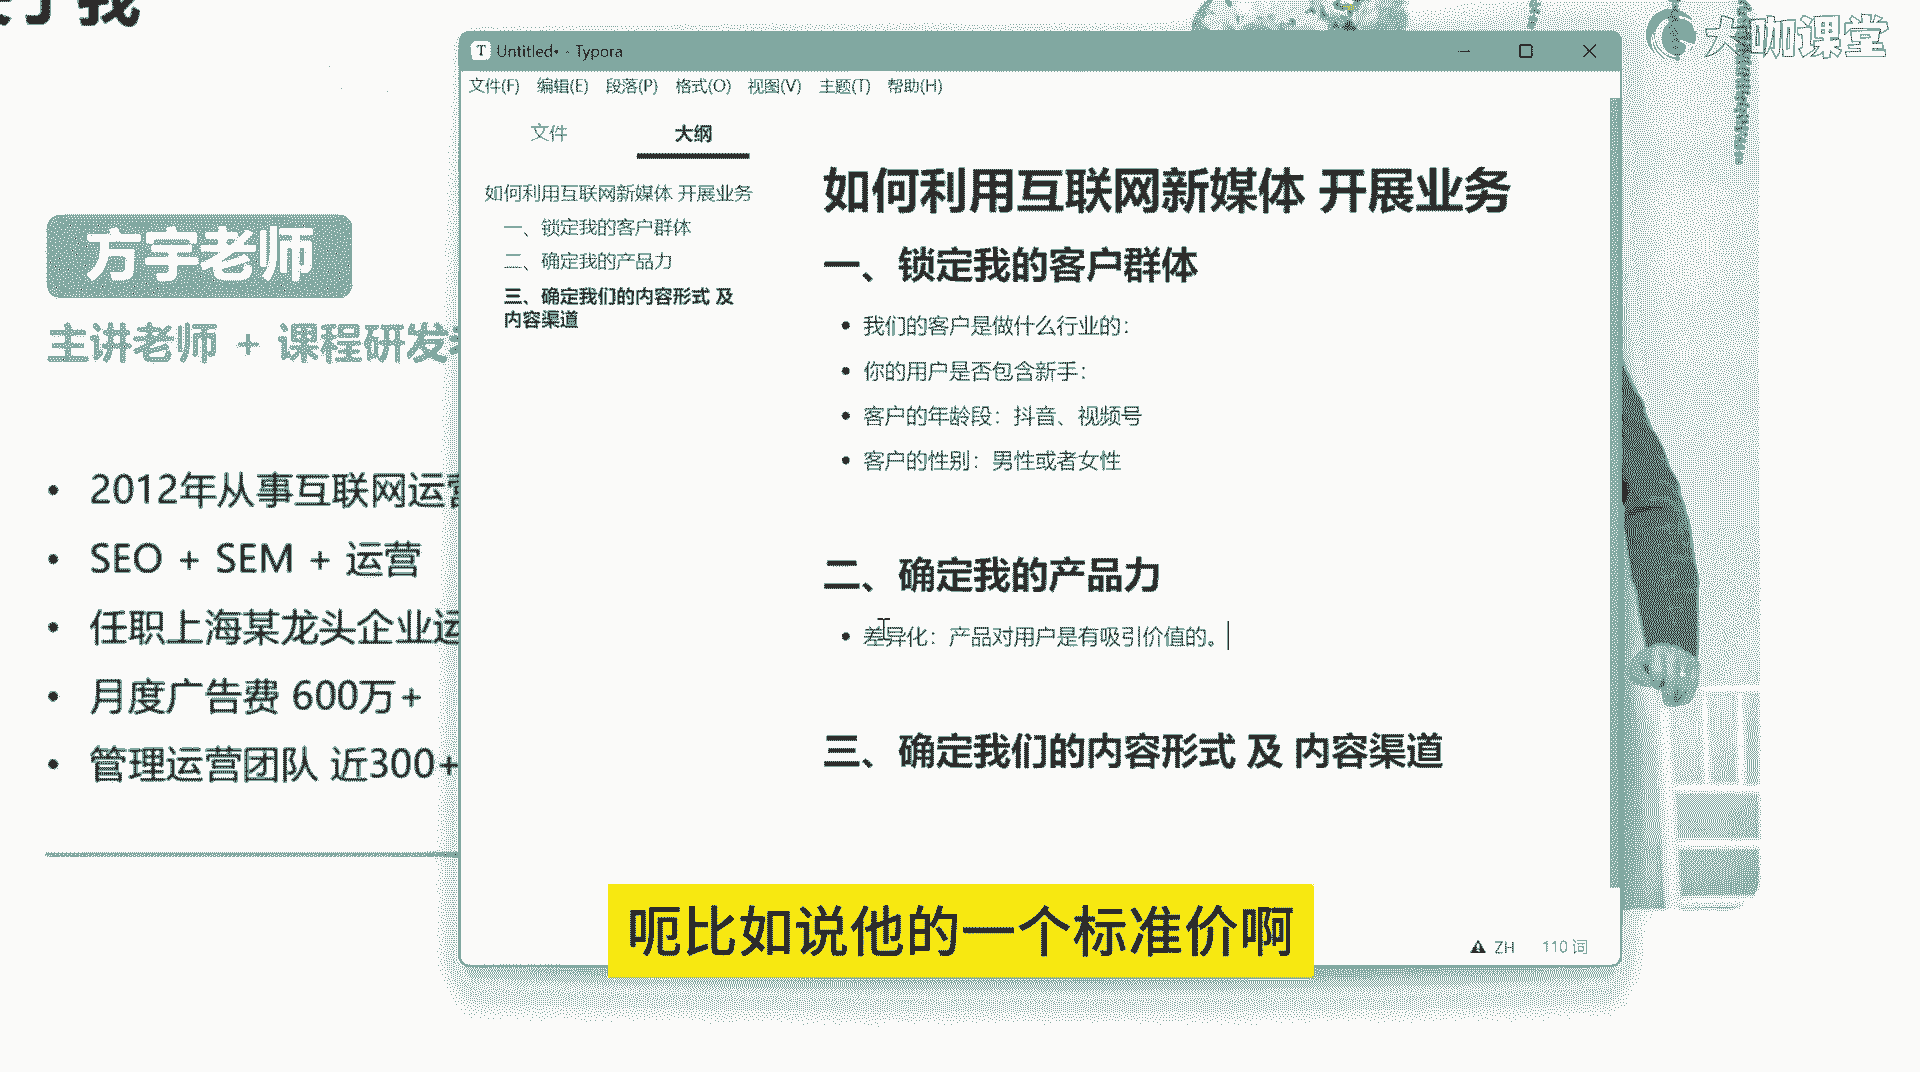 我
大咖课堂
方宇老师
主讲老师 + 课程研发
2012年从事互联网运营
SEO + SEM + 运营
任职上海某龙头企业运
月度广告费 600万+
管理运营团队 近300+
Untitled• - Typora
文件(F) 编辑(E) 段落(P) 格式(O) 视图(V) 主题(T) 帮助(H)
文件 大纲
如何利用互联网新媒体 开展业务
一、锁定我的客户群体
二、确定我的产品力
三、确定我们的内容形式 及
内容渠道
如何利用互联网新媒体 开展业务
一、锁定我的客户群体
我们的客户是做什么行业的：
你的用户是否包含新手：
客户的年龄段：抖音、视频号
客户的性别：男性或者女性
二、确定我的产品力
差异化：产品对用户是有吸引价值的。
三、确定我们的内容形式 及 内容渠道
呃比如说他的一个标准价啊
ZH 110 词